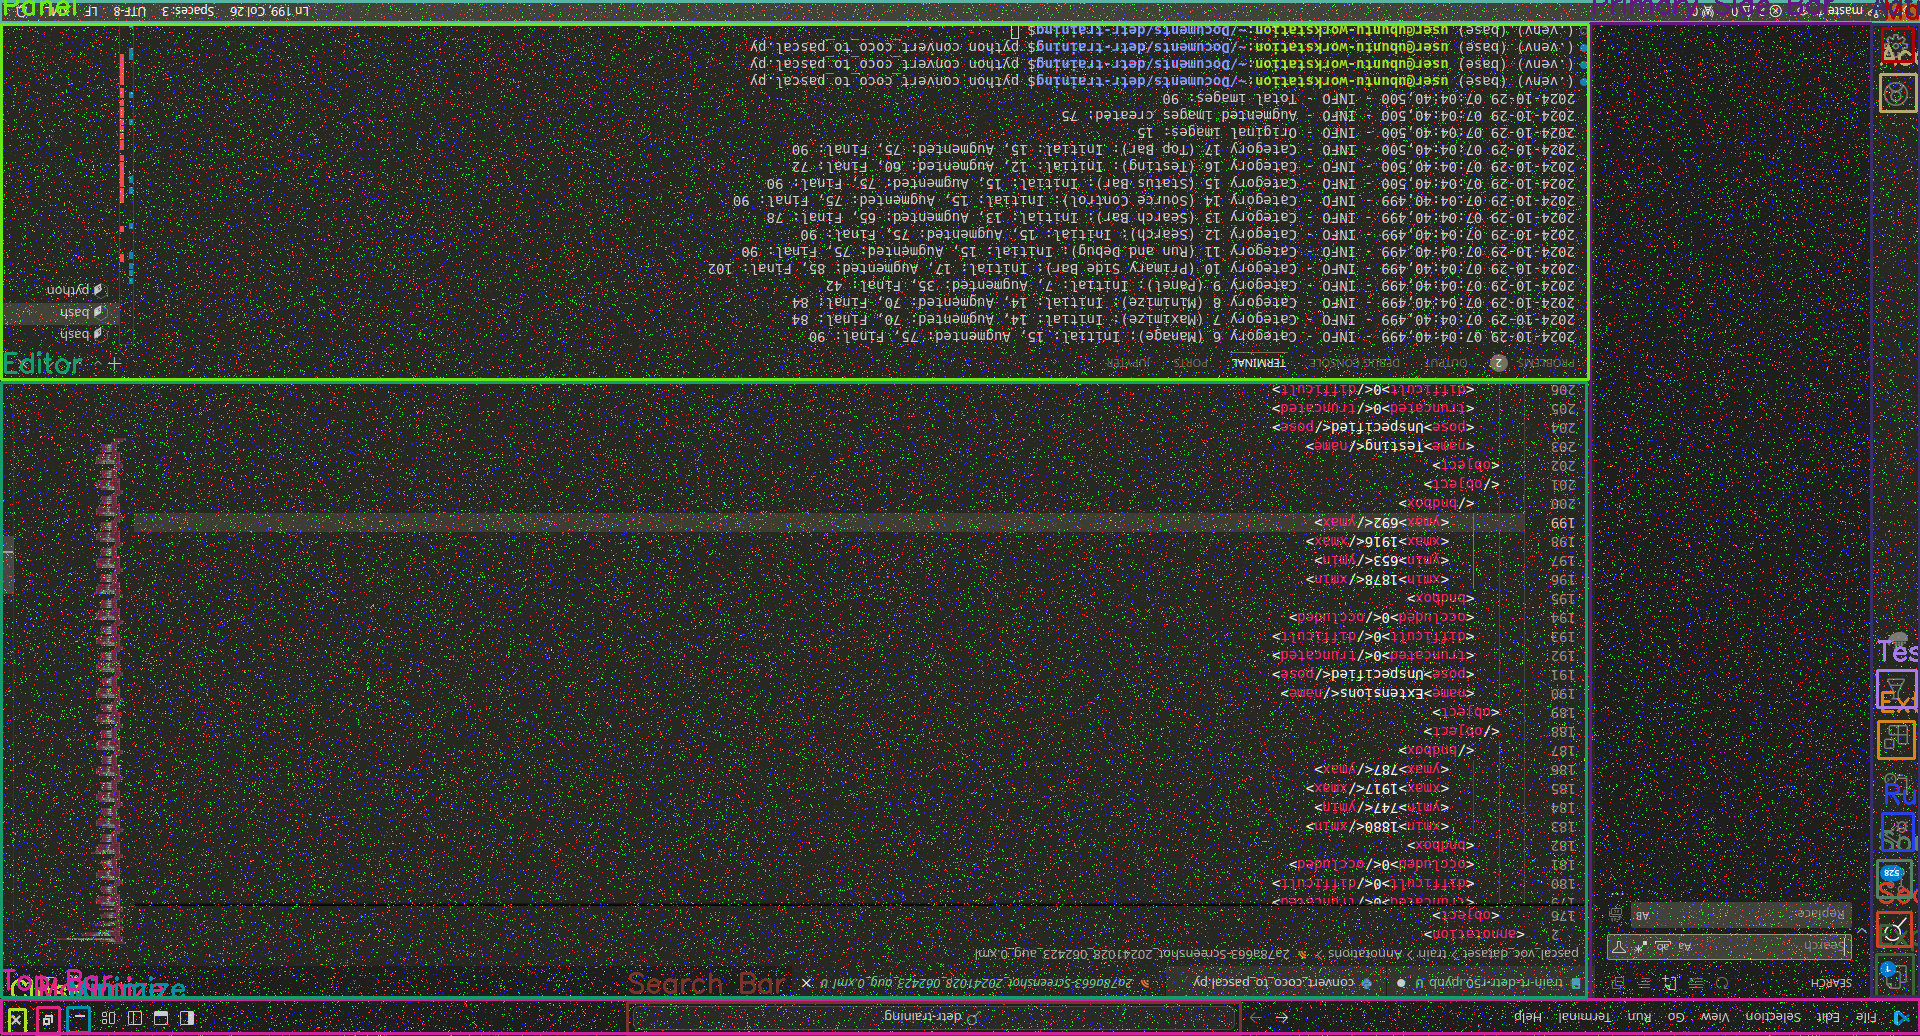 File Edit Selection View Go Run Terminal Help
detr-training
Top Bar
Search Bar
SEARCH
Search
Aa ab
Replace
AB
1
528
train-rt-detr-r50.ipynb U
convert_coco_to_pascal.py
2a78a663-Screenshot_20241028_062423_aug_0.xml U
pascal_voc_dataset > train > Annotations > 2a78a663-Screenshot_20241028_062423_aug_0.xml
2 <annotation>
176 <object>
179 <truncated>0</truncated>
180 <difficult>0</difficult>
181 <occluded>0</occluded>
182 <bndbox>
183 <xmin>1880</xmin>
184 <ymin>747</ymin>
185 <xmax>1917</xmax>
186 <ymax>787</ymax>
187 </bndbox>
188 </object>
189 <object>
190 <name>Extensions</name>
191 <pose>Unspecified</pose>
192 <truncated>0</truncated>
193 <difficult>0</difficult>
194 <occluded>0</occluded>
195 <bndbox>
196 <xmin>1878</xmin>
197 <ymin>653</ymin>
198 <xmax>1916</xmax>
199 <ymax>692</ymax>
200 </bndbox>
201 </object>
202 <object>
203 <name>Testing</name>
204 <pose>Unspecified</pose>
205 <truncated>0</truncated>
206 <difficult>0</difficult>
Editor
PROBLEMS 2 OUTPUT DEBUG CONSOLE TERMINAL PORTS JUPYTER
bash
bash
python
2024-10-29 07:04:40,499 - INFO - Category 6 (Manage): Initial: 15, Augmented: 75, Final: 90
2024-10-29 07:04:40,499 - INFO - Category 7 (Maximize): Initial: 14, Augmented: 70, Final: 84
2024-10-29 07:04:40,499 - INFO - Category 8 (Minimize): Initial: 14, Augmented: 70, Final: 84
2024-10-29 07:04:40,499 - INFO - Category 9 (Panel): Initial: 7, Augmented: 35, Final: 42
2024-10-29 07:04:40,499 - INFO - Category 10 (Primary Side Bar): Initial: 17, Augmented: 85, Final: 102
2024-10-29 07:04:40,499 - INFO - Category 11 (Run and Debug): Initial: 15, Augmented: 75, Final: 90
2024-10-29 07:04:40,499 - INFO - Category 12 (Search): Initial: 15, Augmented: 75, Final: 90
2024-10-29 07:04:40,499 - INFO - Category 13 (Search Bar): Initial: 13, Augmented: 65, Final: 78
2024-10-29 07:04:40,499 - INFO - Category 14 (Source Control): Initial: 15, Augmented: 75, Final: 90
2024-10-29 07:04:40,500 - INFO - Category 15 (Status Bar): Initial: 15, Augmented: 75, Final: 90
2024-10-29 07:04:40,500 - INFO - Category 16 (Testing): Initial: 12, Augmented: 60, Final: 72
2024-10-29 07:04:40,500 - INFO - Category 17 (Top Bar): Initial: 15, Augmented: 75, Final: 90
2024-10-29 07:04:40,500 - INFO - Original images: 15
2024-10-29 07:04:40,500 - INFO - Augmented images created: 75
2024-10-29 07:04:40,500 - INFO - Total images: 90
(.venv) (base) user@ubuntu-workstation:~/Documents/detr-training$ python convert_coco_to_pascal.py
(.venv) (base) user@ubuntu-workstation:~/Documents/detr-training$ python convert_coco_to_pascal.py
(.venv) (base) user@ubuntu-workstation:~/Documents/detr-training$ python convert_coco_to_pascal.py
(.venv) (base) user@ubuntu-workstation:~/Documents/detr-training$
Panel
Ln 199, Col 26 Spaces: 3 UTF-8 LF
Tes
Ru